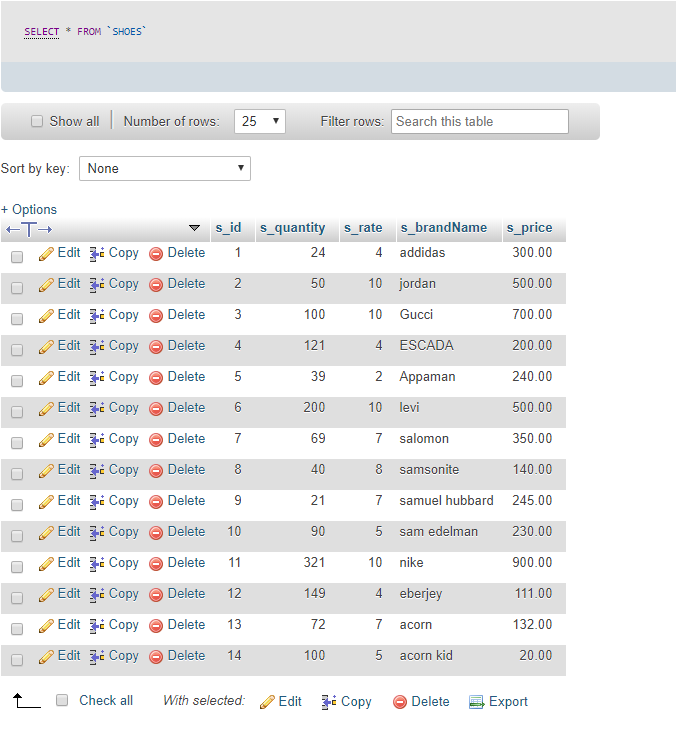 SELECT * FROM `SHOES`
Show all Number of rows: 25 Filter rows: Search this table
Sort by key: None
+ Options
s_id s_quantity s_rate s_brandName s_price
Edit Copy Delete 1 24 4 addidas 300.00
Edit Copy Delete 2 50 10 jordan 500.00
Edit Copy Delete 3 100 10 Gucci 700.00
Edit Copy Delete 4 121 4 ESCADA 200.00
Edit Copy Delete 5 39 2 Appaman 240.00
Edit Copy Delete 6 200 10 levi 500.00
Edit Copy Delete 7 69 7 salomon 350.00
Edit Copy Delete 8 40 8 samsonite 140.00
Edit Copy Delete 9 21 7 samuel hubbard 245.00
Edit Copy Delete 10 90 5 sam edelman 230.00
Edit Copy Delete 11 321 10 nike 900.00
Edit Copy Delete 12 149 4 eberjey 111.00
Edit Copy Delete 13 72 7 acorn 132.00
Edit Copy Delete 14 100 5 acorn kid 20.00
Check all With selected: Edit Copy Delete Export